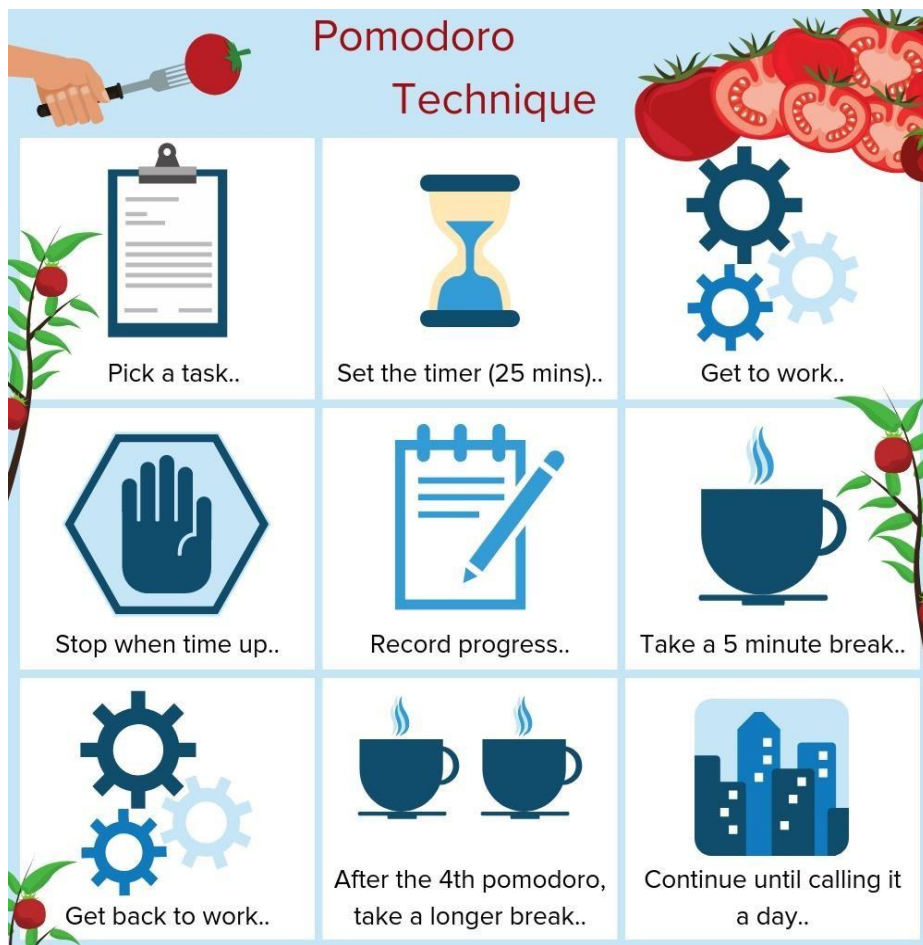 Pomodoro
Technique
Pick a task..
Set the timer (25 mins)..
Get to work..
Stop when time up..
Record progress..
Take a 5 minute break..
Get back to work..
After the 4th pomodoro,
take a longer break..
Continue until calling it
a day..